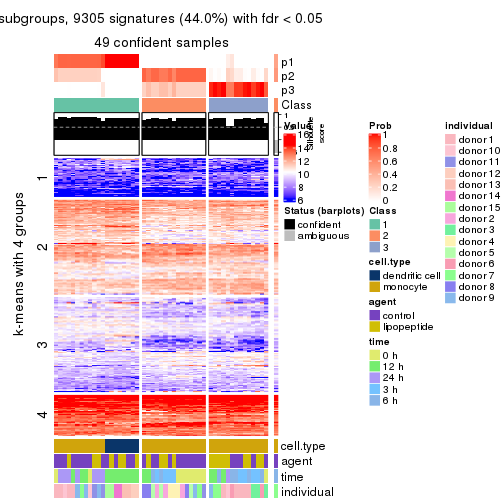 subgroups, 9305 signatures (44.0%) with fdr < 0.05
49 confident samples
p1
p2
p3
Class
1
Silhouette
score
k-means with 4 groups
1
2
3
4
cell.type
agent
time
individual
Value
16
14
12
10
8
6
Prob
1
0.8
0.6
0.4
0.2
0
Status (barplots)
confident
ambiguous
Class
1
2
3
cell.type
dendritic cell
monocyte
agent
control
lipopeptide
time
0 h
12 h
24 h
3 h
6 h
individual
donor 1
donor 10
donor 11
donor 12
donor 13
donor 14
donor 15
donor 2
donor 3
donor 4
donor 5
donor 6
donor 7
donor 8
donor 9